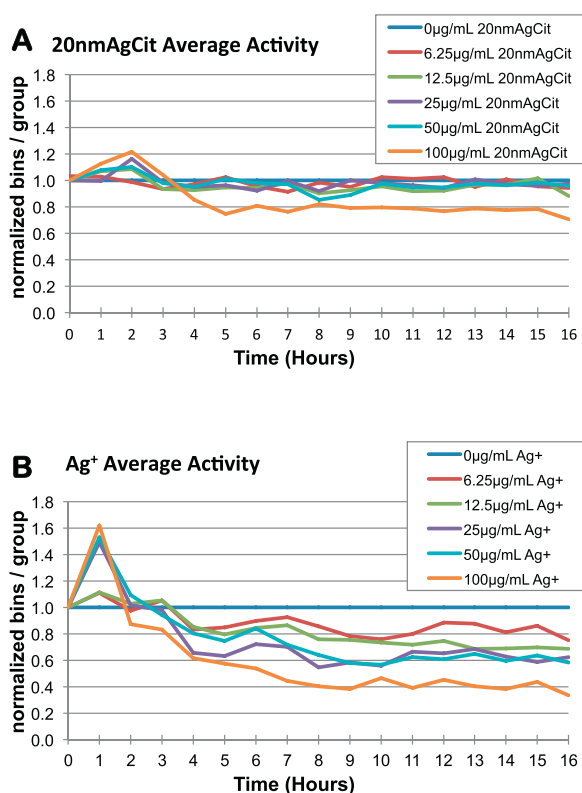 A 20nmAgCit Average Activity
0µg/mL 20nmAgCit
6.25µg/mL 20nmAgCit
12.5µg/mL 20nmAgCit
25µg/mL 20nmAgCit
50µg/mL 20nmAgCit
100µg/mL 20nmAgCit
normalized bins / group
1.8
1.6
1.4
1.2
1.0
0.8
0.6
0.4
0.2
0.0
0 1 2 3 4 5 6 7 8 9 10 11 12 13 14 15 16
Time (Hours)
B Ag⁺ Average Activity
0µg/mL Ag+
6.25µg/mL Ag+
12.5µg/mL Ag+
25µg/mL Ag+
50µg/mL Ag+
100µg/mL Ag+
normalized bins / group
1.8
1.6
1.4
1.2
1.0
0.8
0.6
0.4
0.2
0.0
0 1 2 3 4 5 6 7 8 9 10 11 12 13 14 15 16
Time (Hours)